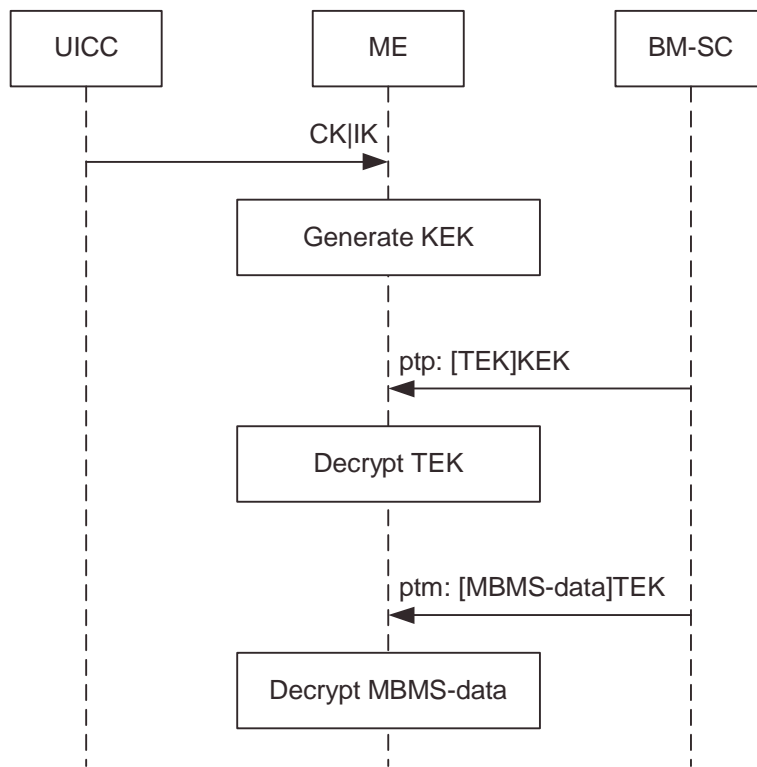 UICC
ME
BM-SC
CK|IK
Generate KEK
ptp: [TEK]KEK
Decrypt TEK
ptm: [MBMS-data]TEK
Decrypt MBMS-data